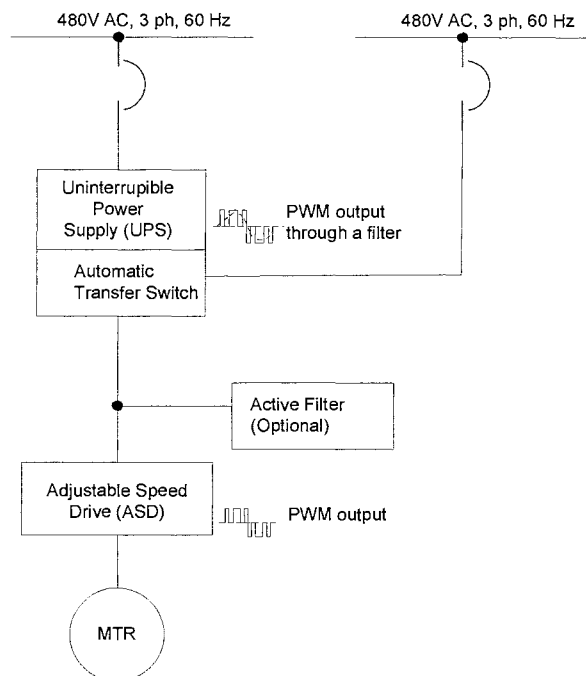 480V AC, 3 ph, 60 Hz
480V AC, 3 ph, 60 Hz
Uninterrupible
Power
Supply (UPS)
PWM output
through a filter
Automatic
Transfer Switch
Active Filter
(Optional)
Adjustable Speed
Drive (ASD)
PWM output
MTR